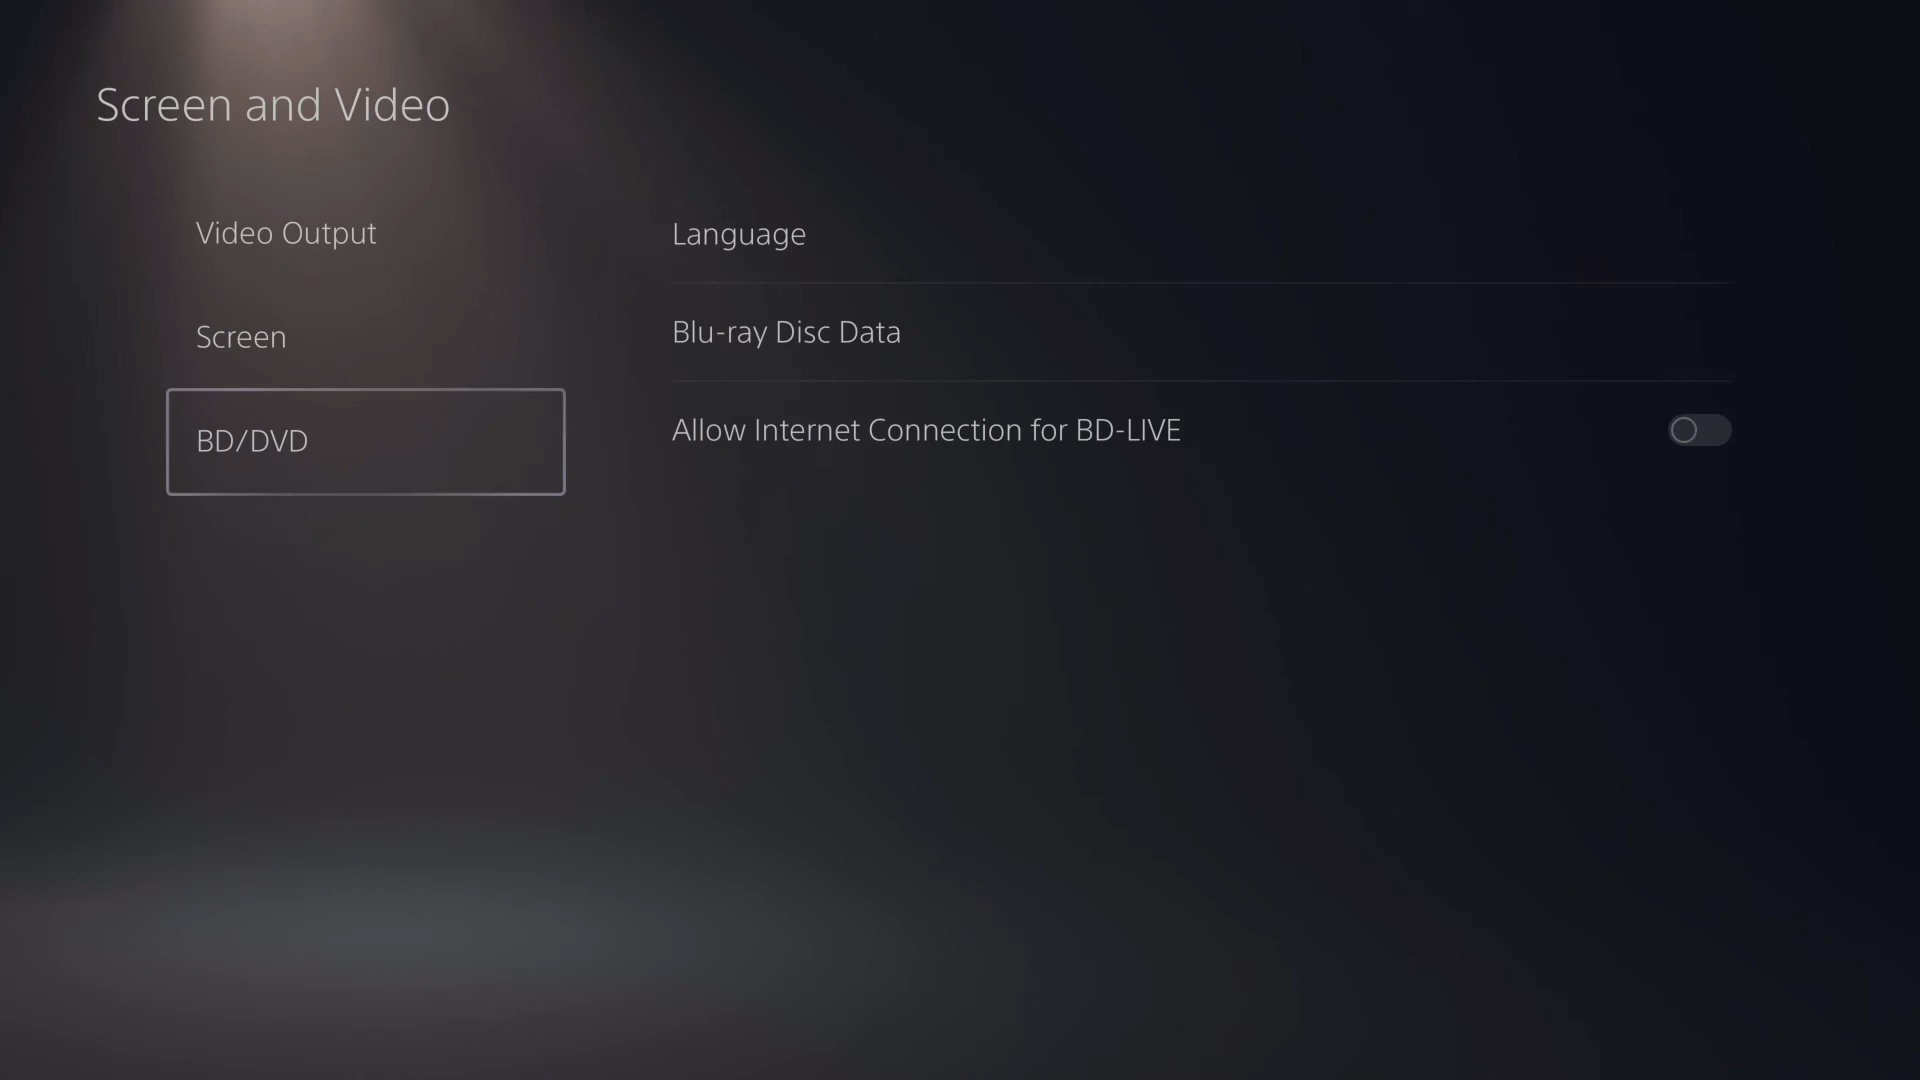 Screen and Video
Video Output
Screen
BD/DVD
Language
Blu-ray Disc Data
Allow Internet Connection for BD-LIVE